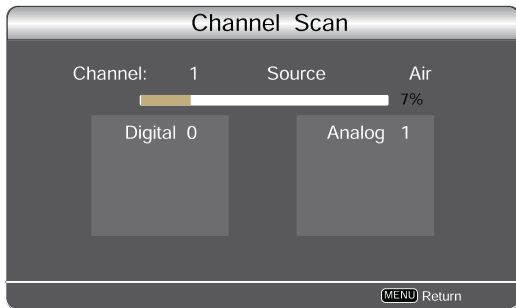 Channel Scan
Channel: 1 Source Air
7%
Digital 0 Analog 1
MENU Return